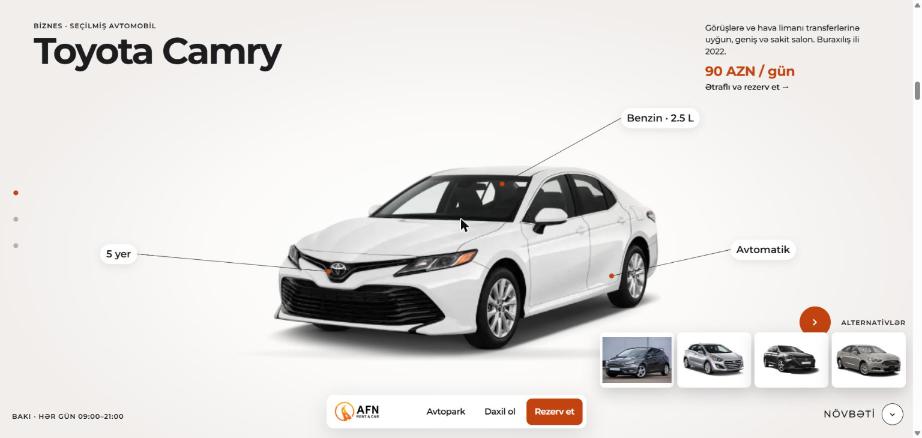 BİZNES · SEÇİLMİŞ AVTOMOBİL
Toyota Camry
Görüşlərə və hava limanı transferlərinə
uyğun, geniş və sakit salon. Buraxılış ili
2022.
90 AZN / gün
Ətraflı və rezerv et →
Benzin · 2.5 L
5 yer
Avtomatik
ALTERNATİVLƏR
BAKI · HƏR GÜN 09:00–21:00
AFN
RENT A CAR
Avtopark
Daxil ol
Rezerv et
NÖVBƏTİ